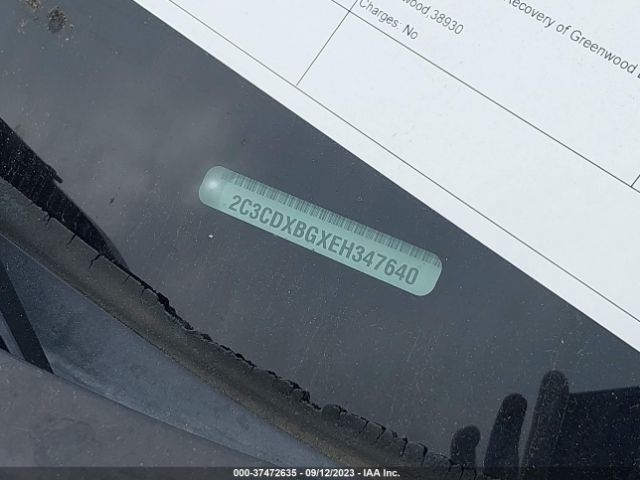 Recovery of Greenwood
wood,38930
Charges: No
2C3CDXBGXEH347640
000-37472635 - 09/12/2023 - IAA Inc.